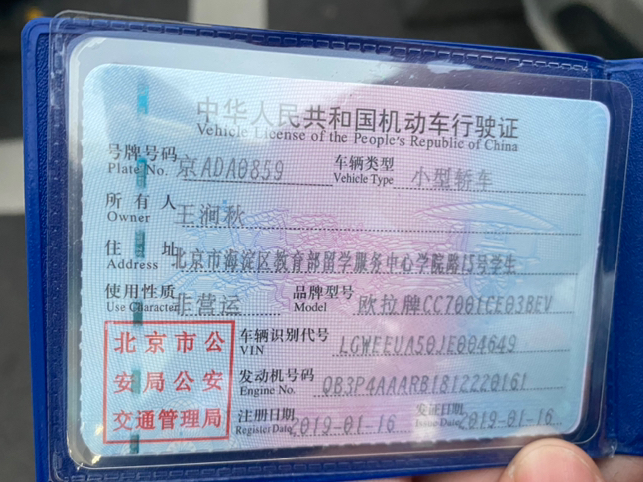 中华人民共和国机动车行驶证
Vehicle License of the People's Republic of China
号牌号码 京ADA0859 车辆类型 小型轿车
Plate No. Vehicle Type
所有人 王润秋
Owner
住址 北京市海淀区教育部留学服务中心学院路15号学生
Address
使用性质 非营运 品牌型号 欧拉牌CC7001CE03BEV
Use Character Model
北京市公
安局公安
交通管理局
车辆识别代号 LGWEEUA50JE004649
VIN
发动机号码 QB3P4AAARB1812220161
Engine No.
注册日期 2019-01-16 发证日期 2019-01-16
Register Date Issue Date